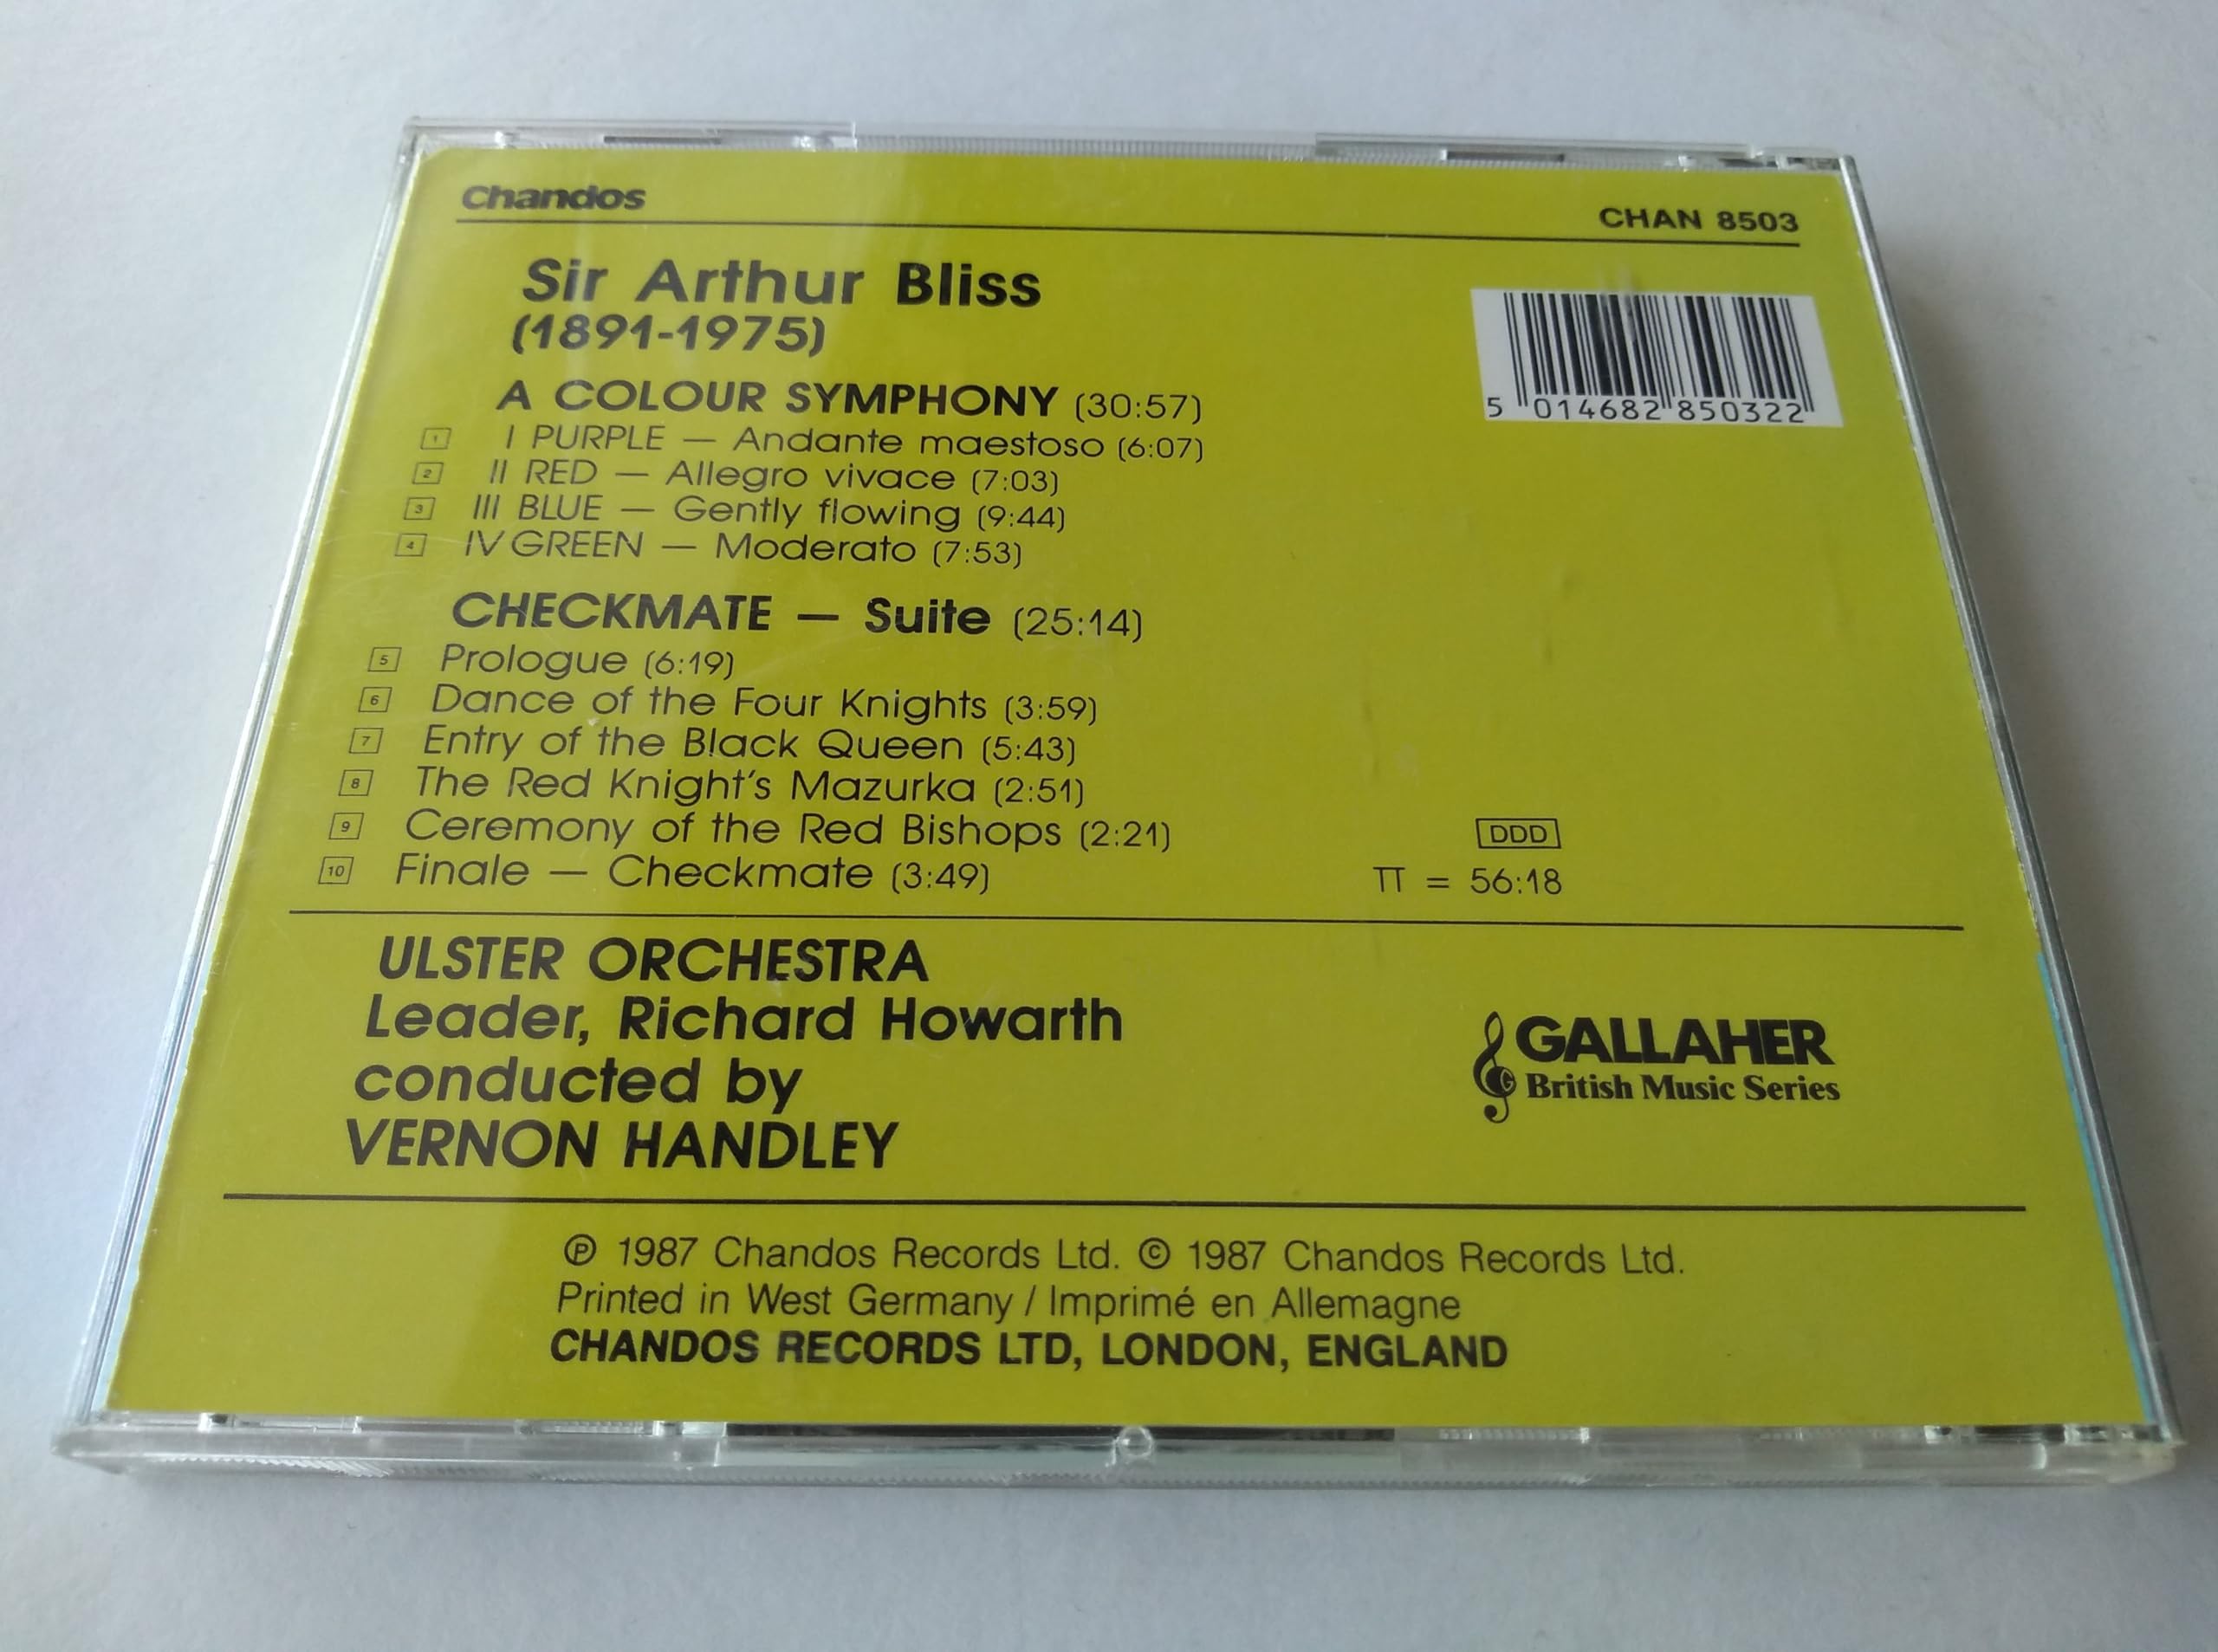 Chandos
CHAN 8503
Sir Arthur Bliss
(1891-1975)
5 014682 850322
A COLOUR SYMPHONY (30:57)
1 I PURPLE — Andante maestoso (6:07)
2 II RED — Allegro vivace (7:03)
3 III BLUE — Gently flowing (9:44)
4 IV GREEN — Moderato (7:53)
CHECKMATE — Suite (25:14)
5 Prologue (6:19)
6 Dance of the Four Knights (3:59)
7 Entry of the Black Queen (5:43)
8 The Red Knight's Mazurka (2:51)
9 Ceremony of the Red Bishops (2:21)
10 Finale — Checkmate (3:49)
DDD
TT = 56:18
ULSTER ORCHESTRA
Leader, Richard Howarth
conducted by
VERNON HANDLEY
GALLAHER
British Music Series
℗ 1987 Chandos Records Ltd. © 1987 Chandos Records Ltd.
Printed in West Germany / Imprimé en Allemagne
CHANDOS RECORDS LTD, LONDON, ENGLAND